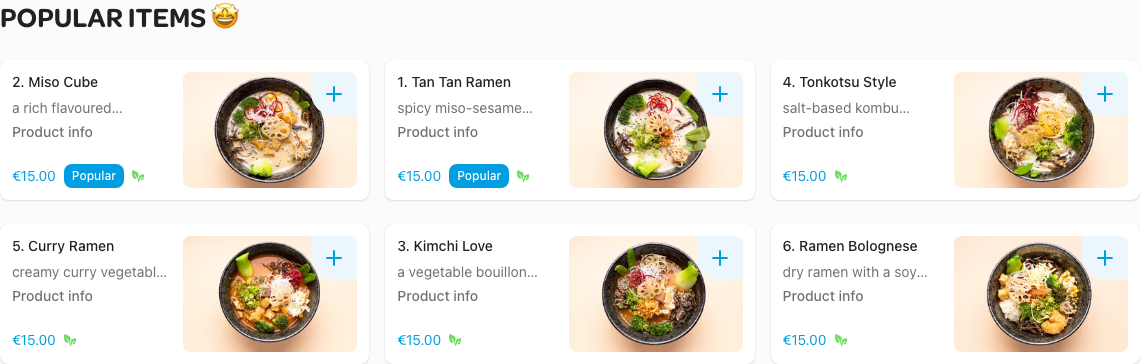 POPULAR ITEMS 🤩
2. Miso Cube
a rich flavoured...
Product info
€15.00 Popular
1. Tan Tan Ramen
spicy miso-sesame...
Product info
€15.00 Popular
4. Tonkotsu Style
salt-based kombu...
Product info
€15.00
5. Curry Ramen
creamy curry vegetabl...
Product info
€15.00
3. Kimchi Love
a vegetable bouillon...
Product info
€15.00
6. Ramen Bolognese
dry ramen with a soy...
Product info
€15.00